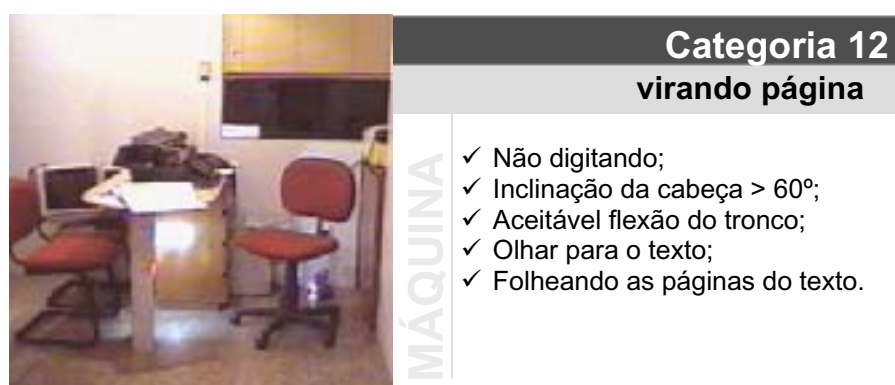 Categoria 12
virando página
MÁQUINA
✓ Não digitando;
✓ Inclinação da cabeça > 60º;
✓ Aceitável flexão do tronco;
✓ Olhar para o texto;
✓ Folheando as páginas do texto.